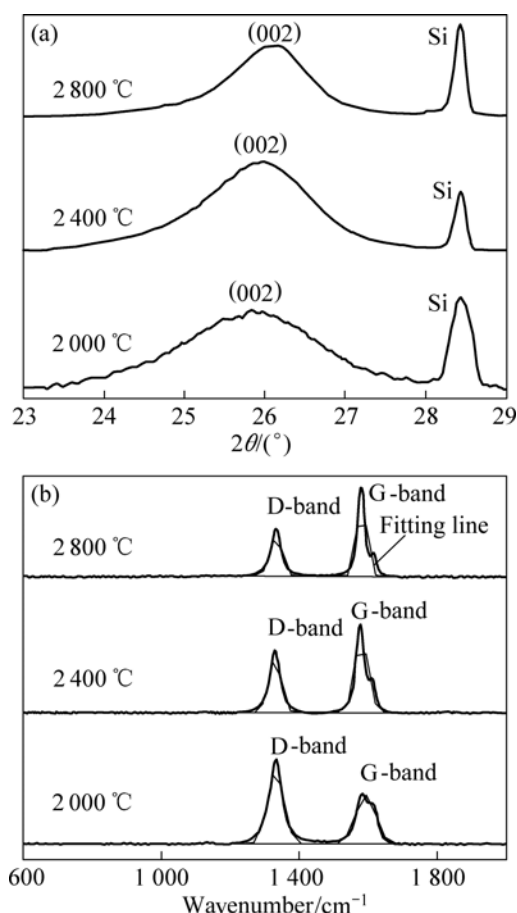 (a)
(002)
Si
2 800 ℃
(002)
Si
2 400 ℃
(002)
Si
2 000 ℃
23 24 25 26 27 28 29
2θ/(°)
(b)
G-band
D-band
Fitting line
2 800 ℃
G-band
D-band
2 400 ℃
D-band
G-band
2 000 ℃
600 1 000 1 400 1 800
Wavenumber/cm⁻¹